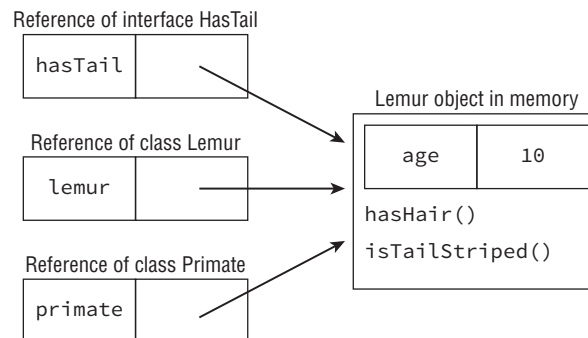 Reference of interface HasTail
hasTail
Lemur object in memory
Reference of class Lemur
age 10
lemur
hasHair()
isTailStriped()
Reference of class Primate
primate